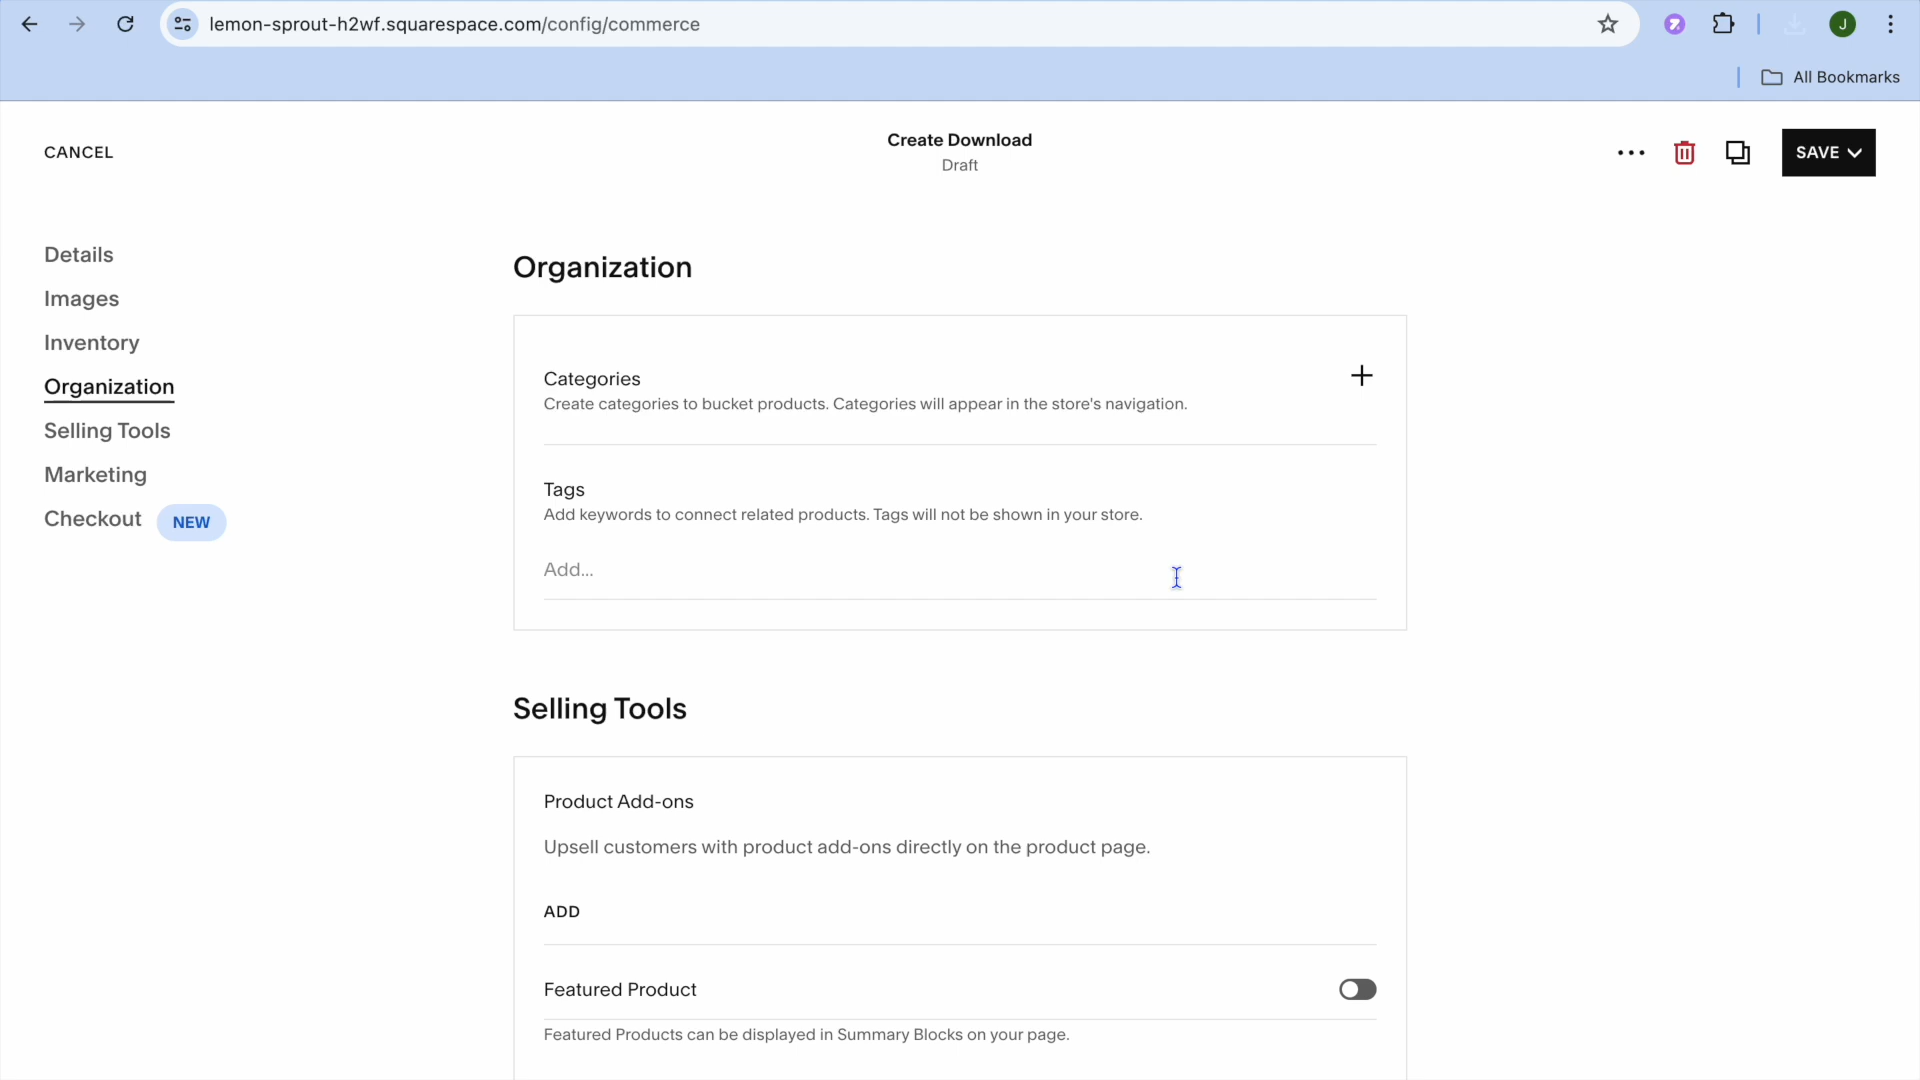 lemon-sprout-h2wf.squarespace.com/config/commerce
J
All Bookmarks
CANCEL
Create Download
Draft
SAVE
Details
Images
Inventory
Organization
Selling Tools
Marketing
Checkout NEW
Organization
Categories
Create categories to bucket products. Categories will appear in the store's navigation.
Tags
Add keywords to connect related products. Tags will not be shown in your store.
Add...
Selling Tools
Product Add-ons
Upsell customers with product add-ons directly on the product page.
ADD
Featured Product
Featured Products can be displayed in Summary Blocks on your page.